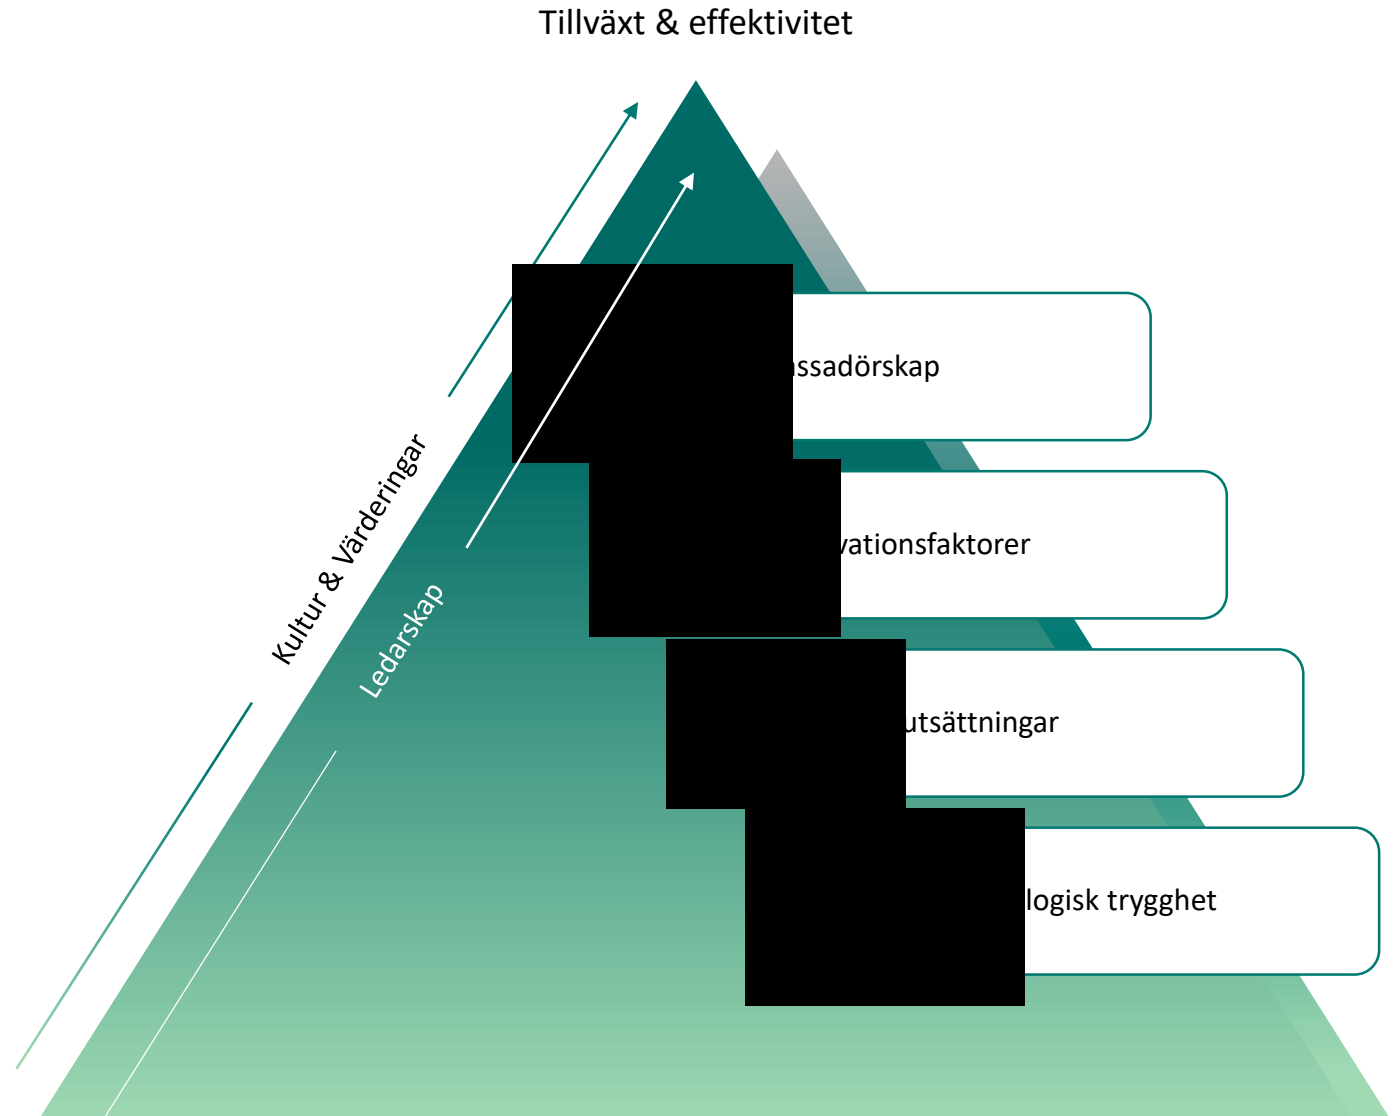 Tillväxt & effektivitet
ssadörskap
Kultur & Värderingar
vationsfaktorer
Ledarskap
utsättningar
logisk trygghet